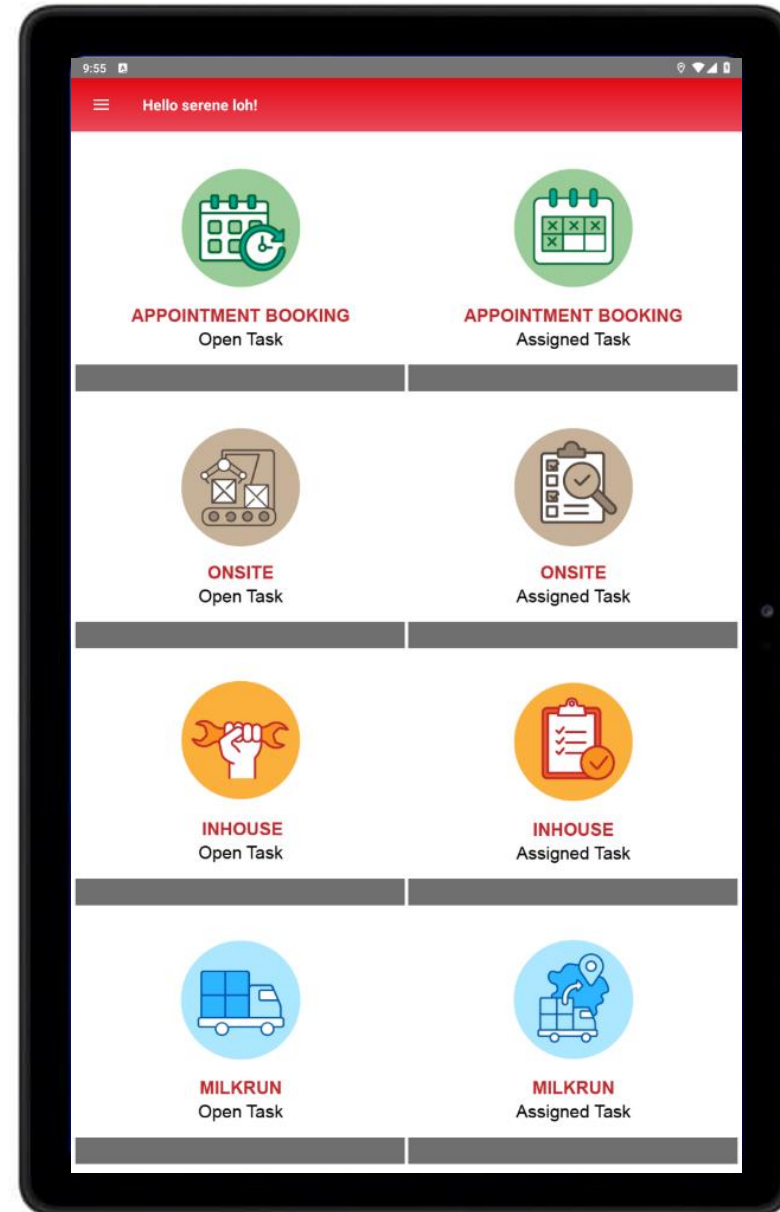 9:55
Hello serene loh!
APPOINTMENT BOOKING
Open Task
APPOINTMENT BOOKING
Assigned Task
ONSITE
Open Task
ONSITE
Assigned Task
INHOUSE
Open Task
INHOUSE
Assigned Task
MILKRUN
Open Task
MILKRUN
Assigned Task